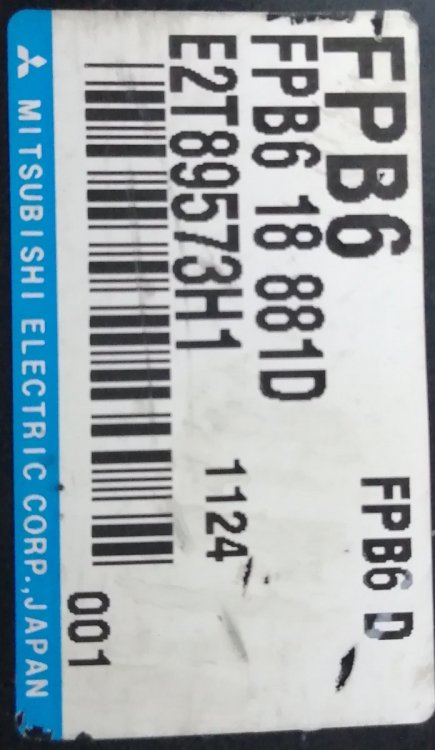 FPB6
FPB6 D
FPB6 18 881D
E2T89573H1
1124
001
MITSUBISHI ELECTRIC CORP.,JAPAN